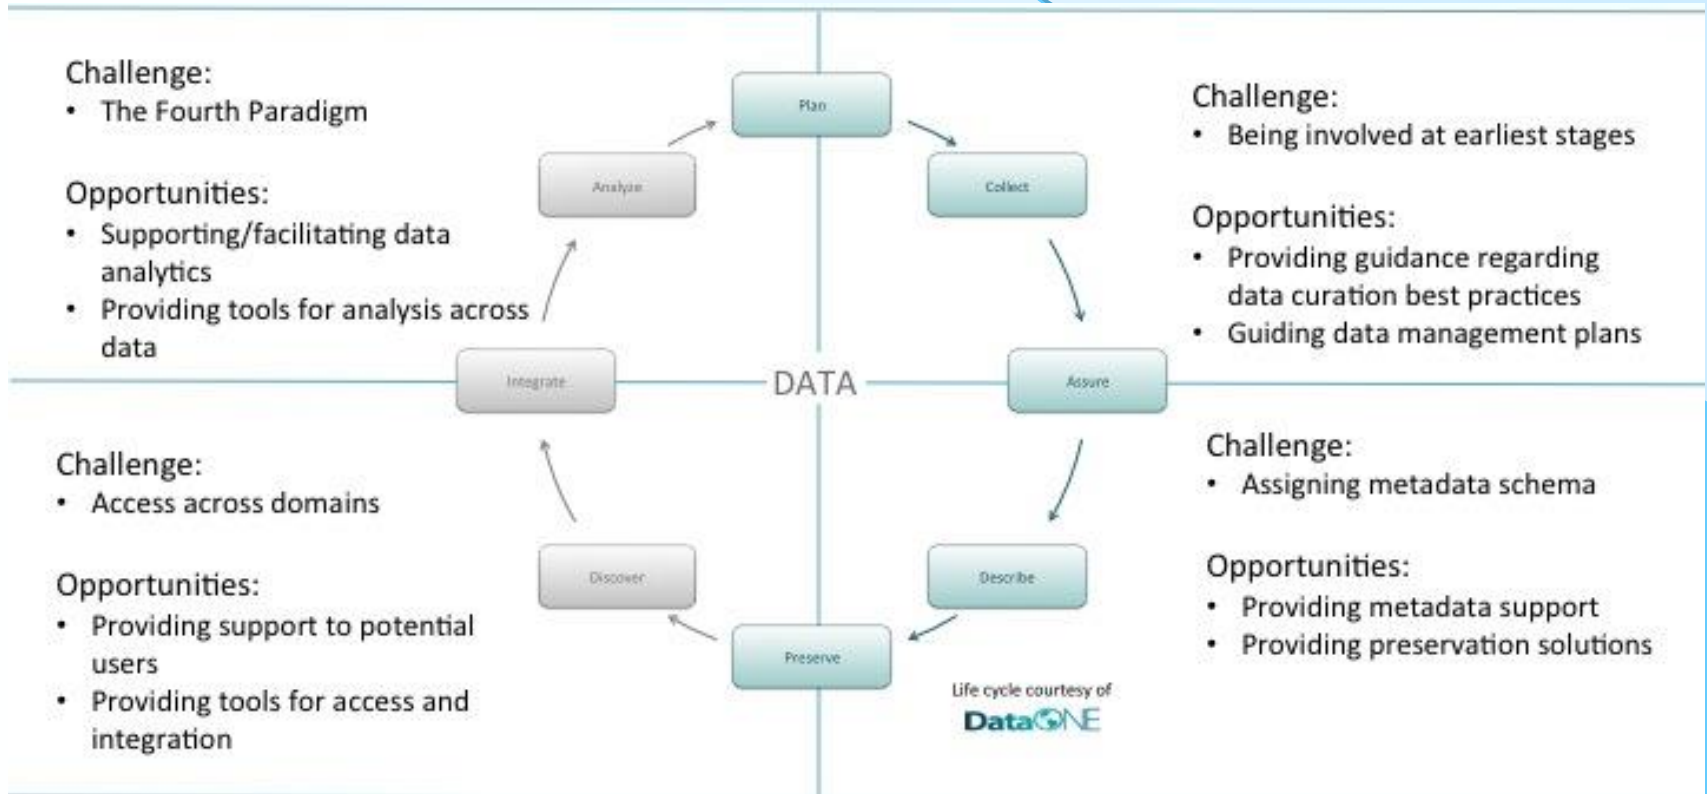 Challenge:
• The Fourth Paradigm
Opportunities:
• Supporting/facilitating data
analytics
• Providing tools for analysis across
data
Plan
Analyze
Collect
Challenge:
• Being involved at earliest stages
Opportunities:
• Providing guidance regarding
data curation best practices
• Guiding data management plans
Integrate
DATA
Assure
Challenge:
• Access across domains
Opportunities:
• Providing support to potential
users
• Providing tools for access and
integration
Discover
Describe
Preserve
Challenge:
• Assigning metadata schema
Opportunities:
• Providing metadata support
• Providing preservation solutions
Life cycle courtesy of
DataONE